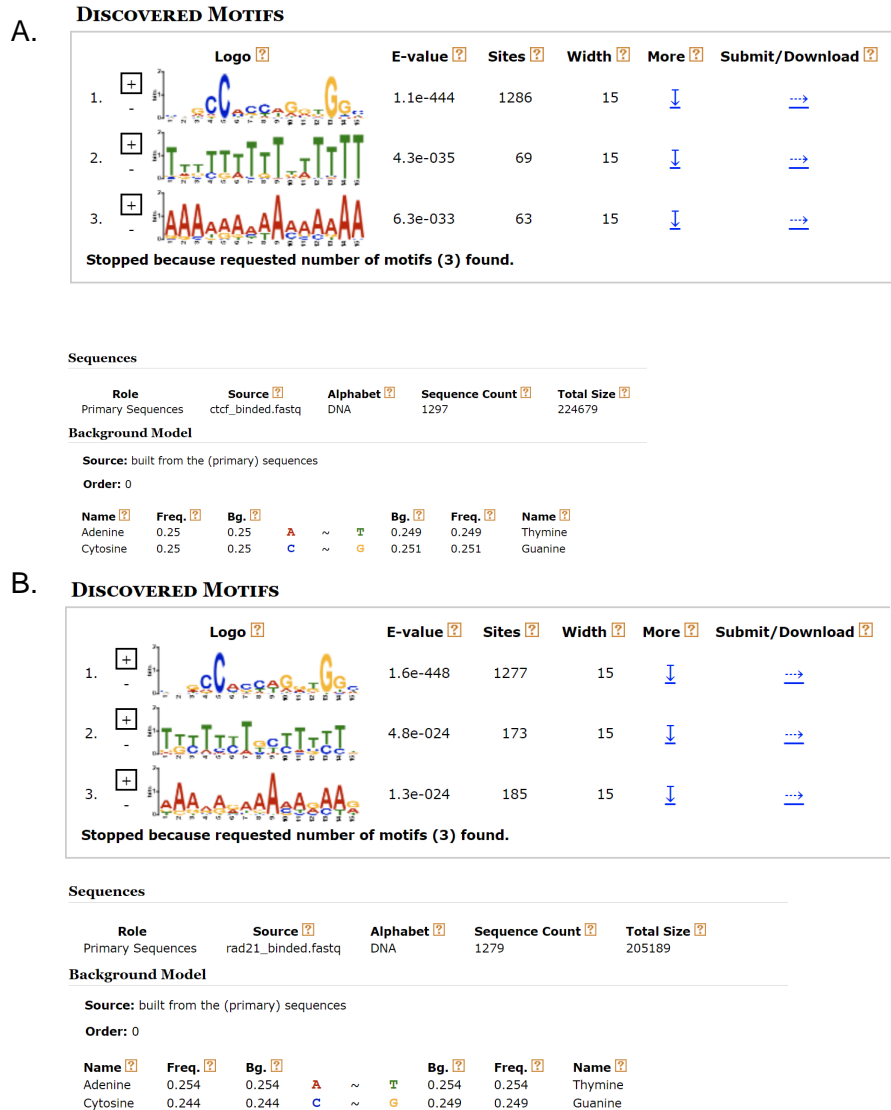 A.
DISCOVERED MOTIFS
Logo ? E-value ? Sites ? Width ? More ? Submit/Download ?
1. + - 1.1e-444 1286 15
2. + - 4.3e-035 69 15
3. + - 6.3e-033 63 15
Stopped because requested number of motifs (3) found.
Sequences
Role Source ? Alphabet ? Sequence Count ? Total Size ?
Primary Sequences ctcf_binded.fastq DNA 1297 224679
Background Model
Source: built from the (primary) sequences
Order: 0
Name ? Freq. ? Bg. ? Bg. ? Freq. ? Name ?
Adenine 0.25 0.25 A ~ T 0.249 0.249 Thymine
Cytosine 0.25 0.25 C ~ G 0.251 0.251 Guanine
B.
DISCOVERED MOTIFS
Logo ? E-value ? Sites ? Width ? More ? Submit/Download ?
1. + - 1.6e-448 1277 15
2. + - 4.8e-024 173 15
3. + - 1.3e-024 185 15
Stopped because requested number of motifs (3) found.
Sequences
Role Source ? Alphabet ? Sequence Count ? Total Size ?
Primary Sequences rad21_binded.fastq DNA 1279 205189
Background Model
Source: built from the (primary) sequences
Order: 0
Name ? Freq. ? Bg. ? Bg. ? Freq. ? Name ?
Adenine 0.254 0.254 A ~ T 0.254 0.254 Thymine
Cytosine 0.244 0.244 C ~ G 0.249 0.249 Guanine